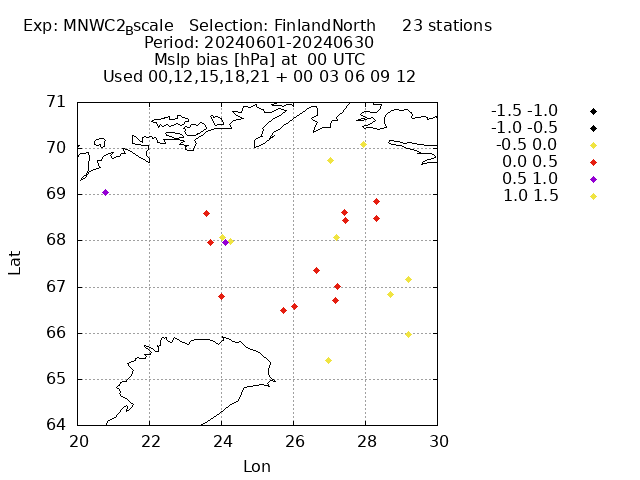 Exp: MNWC2_Bscale Selection: FinlandNorth 23 stations
Period: 20240601-20240630
Mslp bias [hPa] at 00 UTC
Used 00,12,15,18,21 + 00 03 06 09 12
-1.5 -1.0
-1.0 -0.5
-0.5 0.0
0.0 0.5
0.5 1.0
1.0 1.5
71
70
69
68
67
66
65
64
Lat
20 22 24 26 28 30
Lon